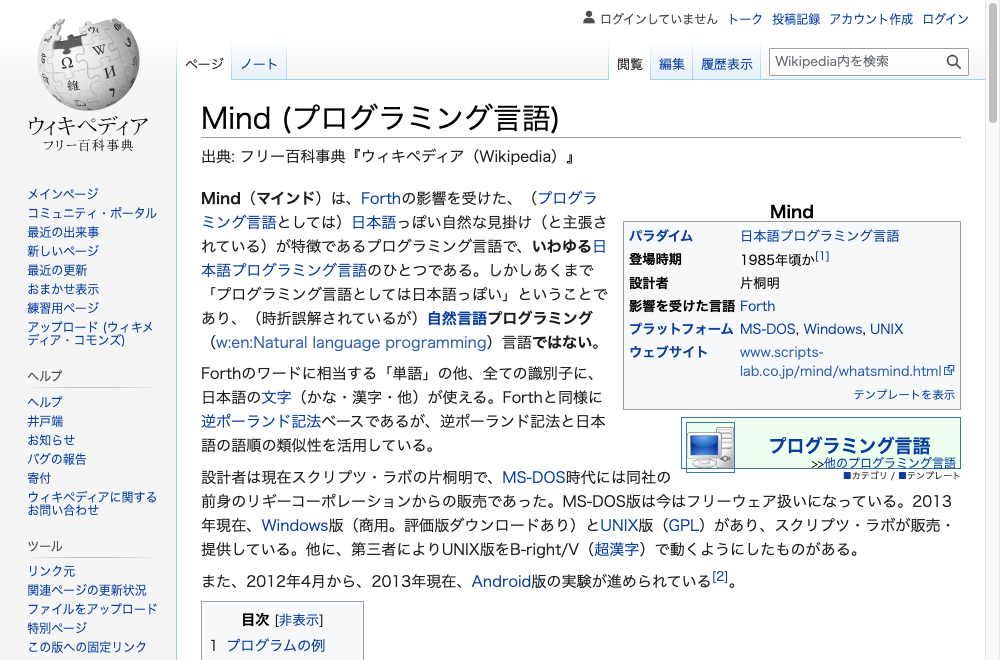 ログインしていません トーク 投稿記録 アカウント作成 ログイン
ページ ノート 閲覧 編集 履歴表示 Wikipedia内を検索
ウィキペディア
フリー百科事典
メインページ
コミュニティ・ポータル
最近の出来事
新しいページ
最近の更新
おまかせ表示
練習用ページ
アップロード (ウィキメ
ディア・コモンズ)
ヘルプ
ヘルプ
井戸端
お知らせ
バグの報告
寄付
ウィキペディアに関する
お問い合わせ
ツール
リンク元
関連ページの更新状況
ファイルをアップロード
特別ページ
この版への固定リンク
Mind (プログラミング言語)
出典: フリー百科事典『ウィキペディア（Wikipedia）』
Mind（マインド）は、Forthの影響を受けた、（プログラ
ミング言語としては）日本語っぽい自然な見掛け（と主張さ
れている）が特徴であるプログラミング言語で、いわゆる日
本語プログラミング言語のひとつである。しかしあくまで
「プログラミング言語としては日本語っぽい」ということで
あり、（時折誤解されているが）自然言語プログラミング
（w:en:Natural language programming）言語ではない。
Forthのワードに相当する「単語」の他、全ての識別子に、
日本語の文字（かな・漢字・他）が使える。Forthと同様に
逆ポーランド記法ベースであるが、逆ポーランド記法と日本
語の語順の類似性を活用している。
Mind
パラダイム 日本語プログラミング言語
登場時期 1985年頃か[1]
設計者 片桐明
影響を受けた言語 Forth
プラットフォーム MS-DOS, Windows, UNIX
ウェブサイト www.scripts-
lab.co.jp/mind/whatsmind.html
テンプレートを表示
プログラミング言語
>>他のプログラミング言語
■カテゴリ / ■テンプレート
設計者は現在スクリプツ・ラボの片桐明で、MS-DOS時代には同社の
前身のリギーコーポレーションからの販売であった。MS-DOS版は今はフリーウェア扱いになっている。2013
年現在、Windows版（商用。評価版ダウンロードあり）とUNIX版（GPL）があり、スクリプツ・ラボが販売・
提供している。他に、第三者によりUNIX版をB-right/V（超漢字）で動くようにしたものがある。
また、2012年4月から、2013年現在、Android版の実験が進められている[2]。
目次 [非表示]
1 プログラムの例